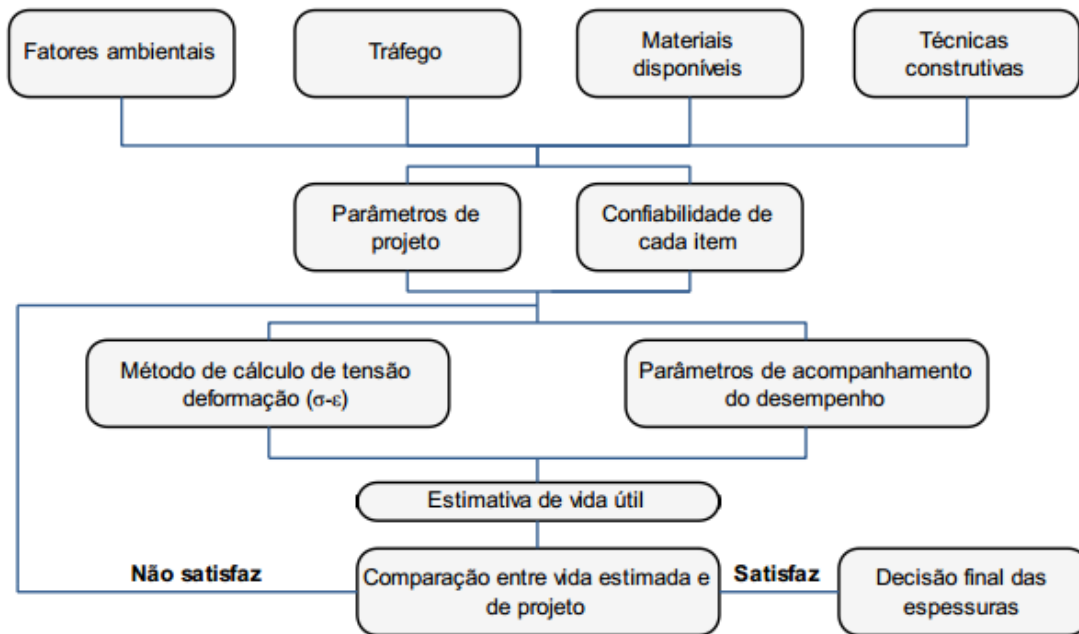 Fatores ambientais
Tráfego
Materiais
disponíveis
Técnicas
construtivas
Parâmetros de
projeto
Confiabilidade de
cada item
Método de cálculo de tensão
deformação (σ-ε)
Parâmetros de acompanhamento
do desempenho
Estimativa de vida útil
Não satisfaz
Comparação entre vida estimada e
de projeto
Satisfaz
Decisão final das
espessuras